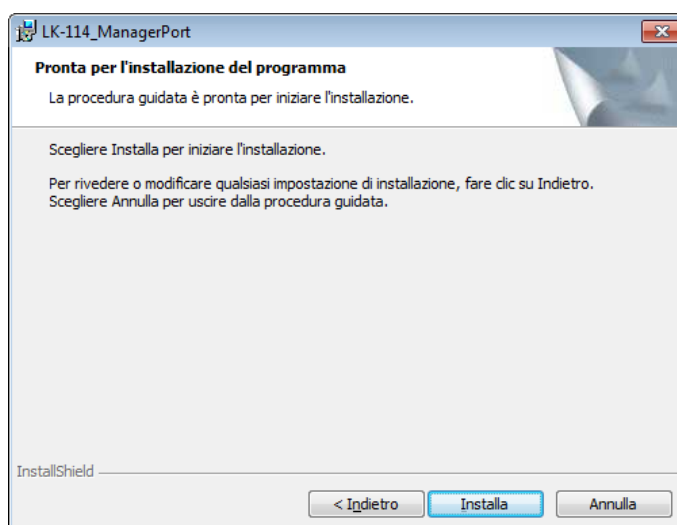 LK-114_ManagerPort
Pronta per l'installazione del programma
La procedura guidata è pronta per iniziare l'installazione.
Scegliere Installa per iniziare l'installazione.
Per rivedere o modificare qualsiasi impostazione di installazione, fare clic su Indietro.
Scegliere Annulla per uscire dalla procedura guidata.
InstallShield
< Indietro Installa Annulla